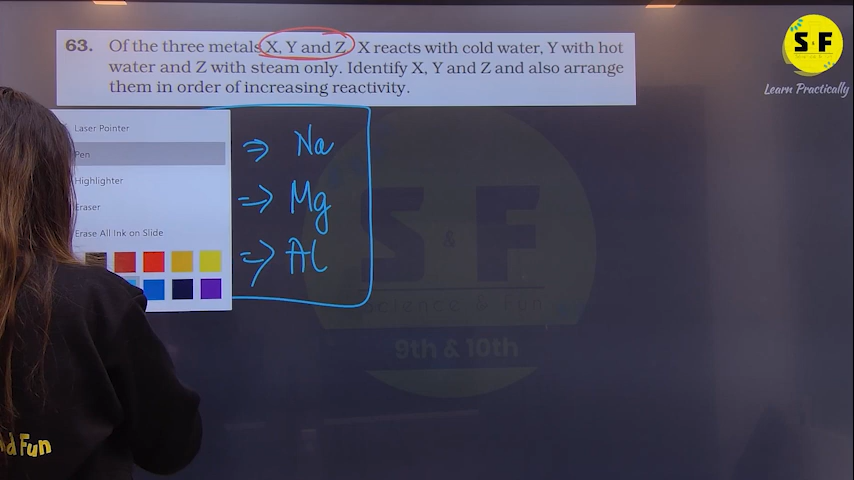 63. Of the three metals X, Y and Z. X reacts with cold water, Y with hot
water and Z with steam only. Identify X, Y and Z and also arrange
them in order of increasing reactivity.
S & F
Learn Practically
Laser Pointer
Pen
Highlighter
Eraser
Erase All Ink on Slide
⇒ Na
⇒ Mg
⇒ Al
S & F
Science & Fun
9th & 10th
d Fun